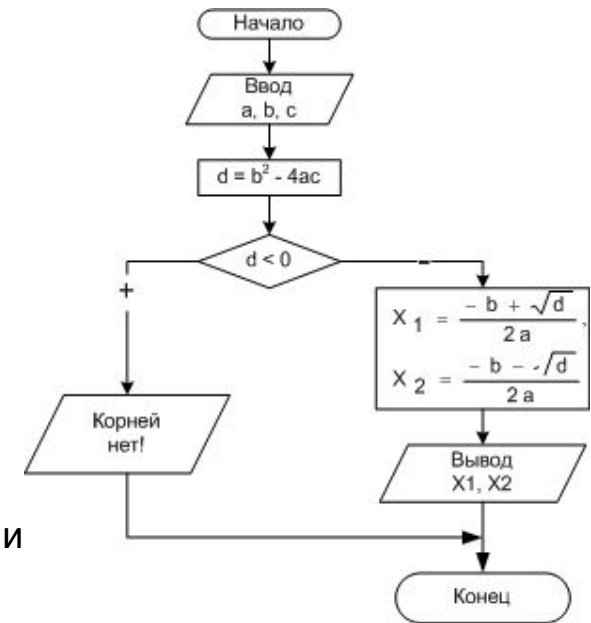 Начало
Ввод
a, b, c
d = b² - 4ac
d < 0
+
−
X 1 = (− b + √d) / 2 a,
X 2 = (− b − √d) / 2 a
Корней
нет!
Вывод
X1, X2
и
Конец